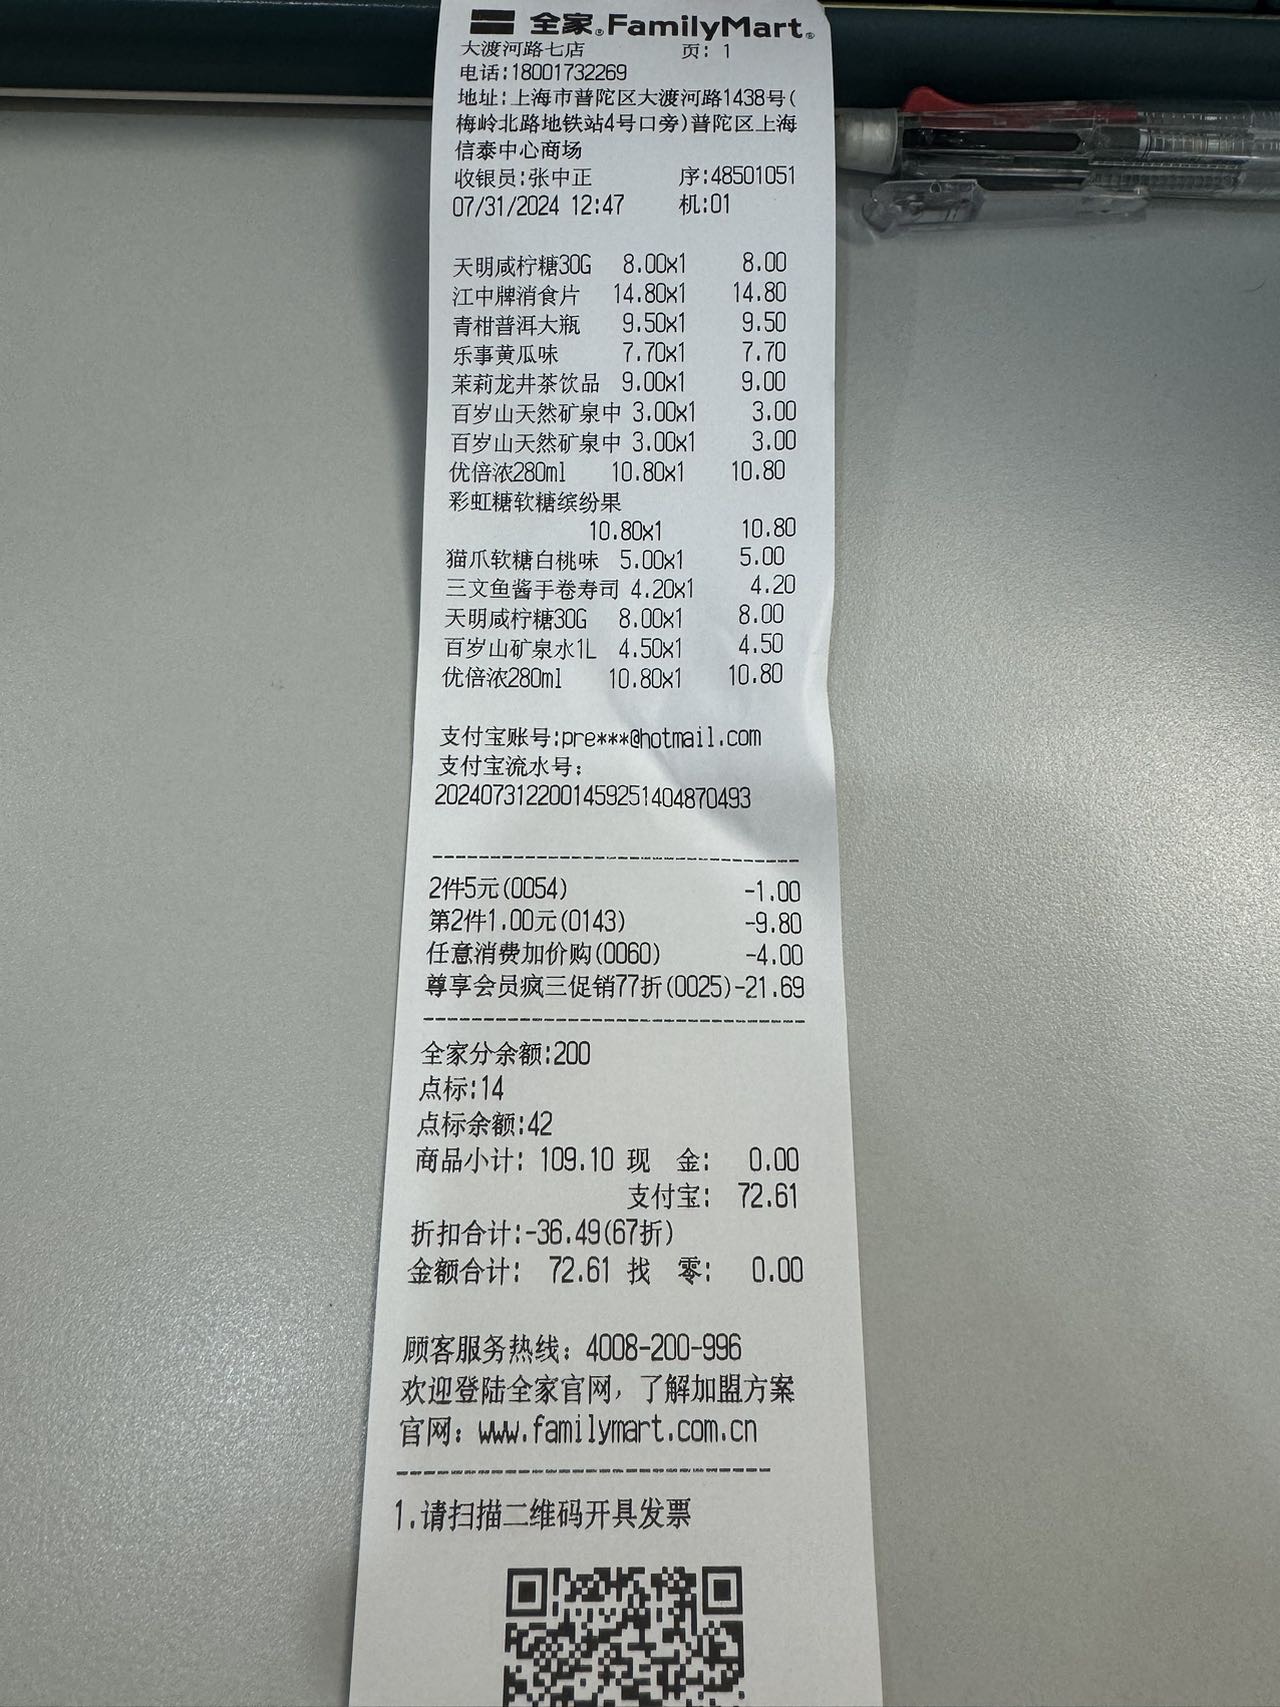 全家®FamilyMart®
大渡河路七店 页: 1
电话:18001732269
地址:上海市普陀区大渡河路1438号(
梅岭北路地铁站4号口旁)普陀区上海
信泰中心商场
收银员:张中正 序:48501051
07/31/2024 12:47 机:01
天明咸柠糖30G 8.00x1 8.00
江中牌消食片 14.80x1 14.80
青柑普洱大瓶 9.50x1 9.50
乐事黄瓜味 7.70x1 7.70
茉莉龙井茶饮品 9.00x1 9.00
百岁山天然矿泉中 3.00x1 3.00
百岁山天然矿泉中 3.00x1 3.00
优倍浓280ml 10.80x1 10.80
彩虹糖软糖缤纷果
10.80x1 10.80
猫爪软糖白桃味 5.00x1 5.00
三文鱼酱手卷寿司 4.20x1 4.20
天明咸柠糖30G 8.00x1 8.00
百岁山矿泉水1L 4.50x1 4.50
优倍浓280ml 10.80x1 10.80
支付宝账号:pre***@hotmail.com
支付宝流水号:
2024073122001459251404870493
2件5元(0054) -1.00
第2件1.00元(0143) -9.80
任意消费加价购(0060) -4.00
尊享会员疯三促销77折(0025)-21.69
全家分余额:200
点标:14
点标余额:42
商品小计: 109.10 现 金: 0.00
支付宝: 72.61
折扣合计:-36.49(67折)
金额合计: 72.61 找 零: 0.00
顾客服务热线: 4008-200-996
欢迎登陆全家官网，了解加盟方案
官网: www.familymart.com.cn
1.请扫描二维码开具发票